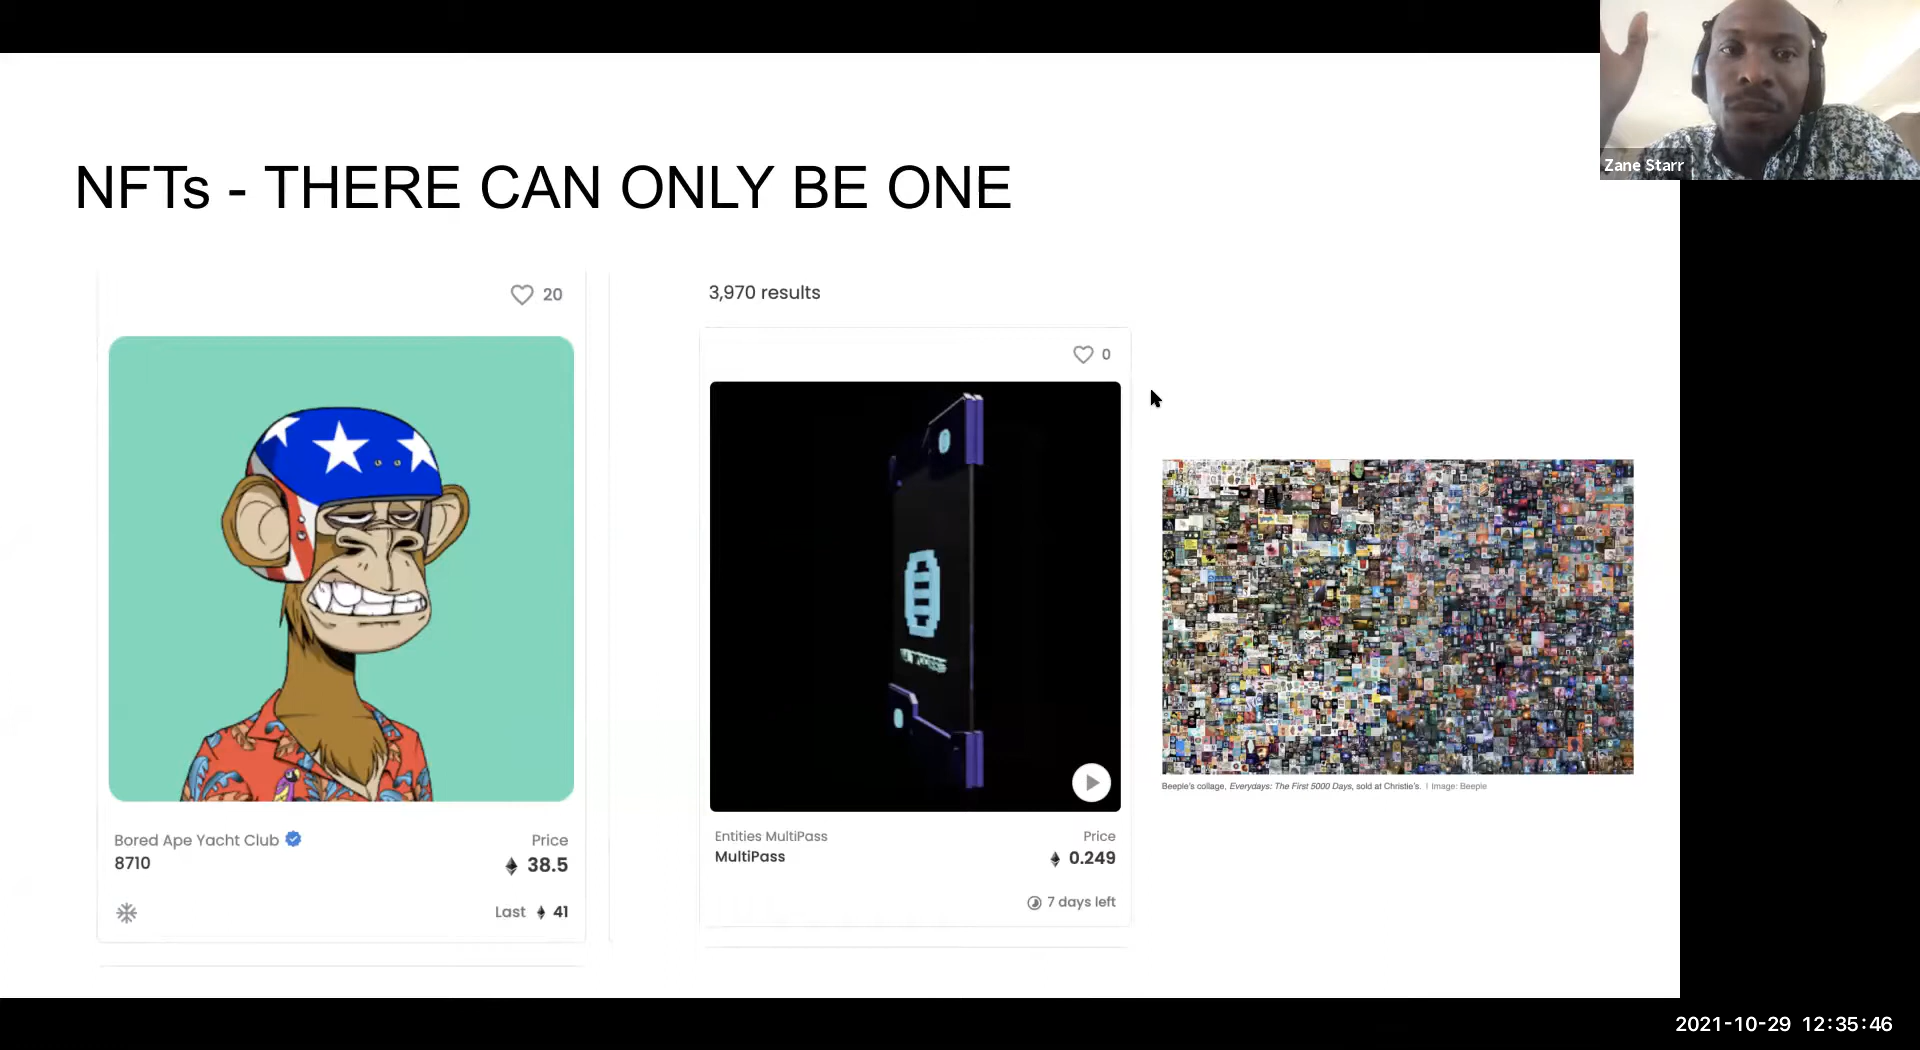 Zane Starr
NFTs - THERE CAN ONLY BE ONE
20
Bored Ape Yacht Club
Price
8710
38.5
Last 41
3,970 results
0
Entities MultiPass
Price
MultiPass
0.249
7 days left
Beeple's collage, Everydays: The First 5000 Days, sold at Christie's. | Image: Beeple
2021-10-29 12:35:46